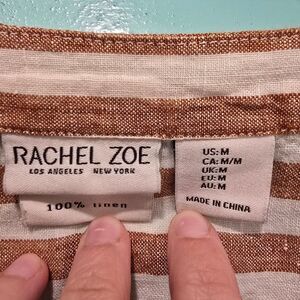 RACHEL ZOE
LOS ANGELES NEW YORK
100% linen
US:M
CA:M/M
UK:M
EU:M
AU:M
MADE IN CHINA